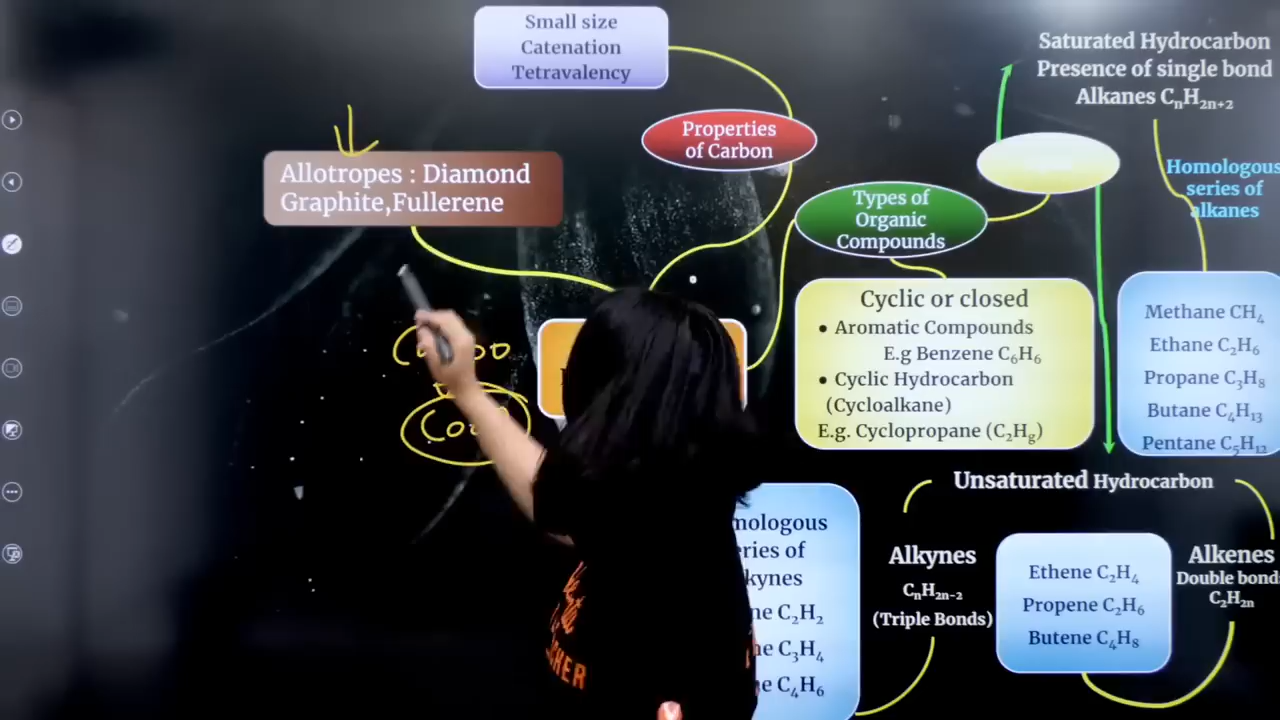 Small size
Catenation
Tetravalency
Properties
of Carbon
Allotropes : Diamond
Graphite,Fullerene
Saturated Hydrocarbon
Presence of single bond
Alkanes CₙH₂ₙ₊₂
Homologous
series of
alkanes
Types of
Organic
Compounds
Cyclic or closed
• Aromatic Compounds
E.g Benzene C₆H₆
• Cyclic Hydrocarbon
(Cycloalkane)
E.g. Cyclopropane (C₂H₈)
Methane CH₄
Ethane C₂H₆
Propane C₃H₈
Butane C₄H₁₃
Pentane C₅H₁₂
Unsaturated Hydrocarbon
mologous
ries of
kynes
ne C₂H₂
ne C₃H₄
e C₄H₆
Alkynes
CₙH₂ₙ₋₂
(Triple Bonds)
Ethene C₂H₄
Propene C₂H₆
Butene C₄H₈
Alkenes
Double bond
C₂H₂ₙ
HER